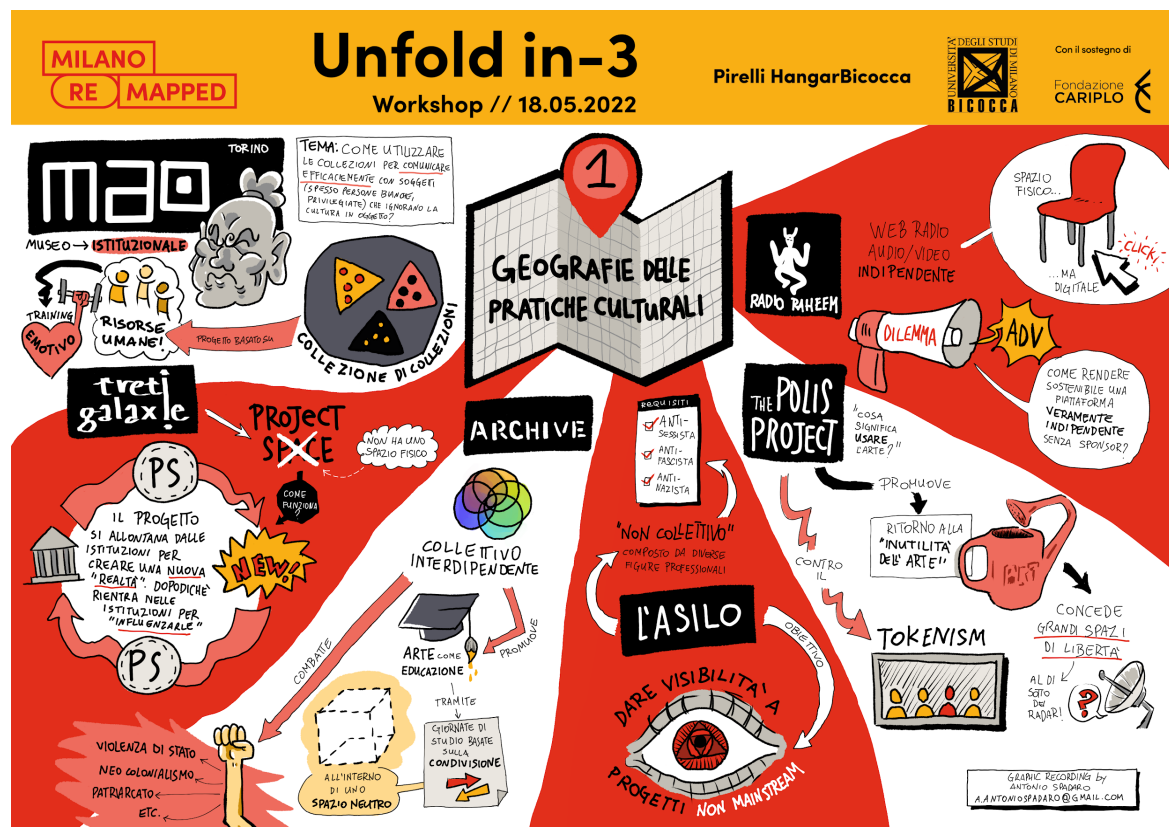 MILANO
RE MAPPED
Unfold in-3
Workshop // 18.05.2022
Pirelli HangarBicocca
UNIVERSITÀ DEGLI STUDI DI MILANO
BICOCCA
Con il sostegno di
Fondazione
CARIPLO
TORINO
mao
MUSEO → ISTITUZIONALE
TEMA: COME UTILIZZARE
LE COLLEZIONI PER COMUNICARE
EFFICACEMENTE CON SOGGETI
(SPESSO PERSONE BIANCHE,
PRIVILEGIATE) CHE IGNORANO LA
CULTURA IN OGGETTO?
TRAINING
EMOTIVO
RISORSE
UMANE!
PROGETTO BASATO SU
COLLEZIONE DI COLLEZIONI
1
GEOGRAFIE DELLE
PRATICHE CULTURALI
RADIO RAHEEM
WEB RADIO
AUDIO/VIDEO
INDIPENDENTE
SPAZIO
FISICO...
CLICK!
...MA
DIGITALE
DILEMMA
ADV
COME RENDERE
SOSTENIBILE UNA
PIATTAFORMA
VERAMENTE
INDIPENDENTE
SENZA SPONSOR?
treti
galaxie
PROJECT
SPACE
NON HA UNO
SPAZIO FISICO
COME
FUNZIONA
PS
IL PROGETTO
SI ALLONTANA DALLE
ISTITUZIONI PER
CREARE UNA NUOVA
"REALTÀ". DOPODICHÈ
RIENTRA NELLE
ISTITUZIONI PER
"INFLUENZARLE"
NEW!
PS
ARCHIVE
COLLETTIVO
INTERDIPENDENTE
COMBATTE
PROMUOVE
ARTE COME
EDUCAZIONE
TRAMITE
GIORNATE DI
STUDIO BASATE
SULLA
CONDIVISIONE
ALL'INTERNO
DI UNO
SPAZIO NEUTRO
VIOLENZA DI STATO
NEO COLONIALISMO
PATRIARCATO
ETC.
REQUISITI
ANTI-
SESSISTA
ANTI-
FASCISTA
ANTI-
NAZISTA
"NON COLLETTIVO"
COMPOSTO DA DIVERSE
FIGURE PROFESSIONALI
L'ASILO
OBIETTIVO
DARE VISIBILITA' A
PROGETTI NON MAINSTREAM
THE POLIS
PROJECT
"COSA
SIGNIFICA
USARE
L'ARTE?"
PROMUOVE
RITORNO ALLA
"INUTILITÀ
DELL'ARTE"
ART
CONTRO
IL
TOKENISM
CONCEDE
GRANDI SPAZI
DI LIBERTA'
AL DI
SOTTO
DEI
RADAR!
?
GRAPHIC RECORDING by
ANTONIO SPADARO
A.ANTONIOSPADARO@GMAIL.COM